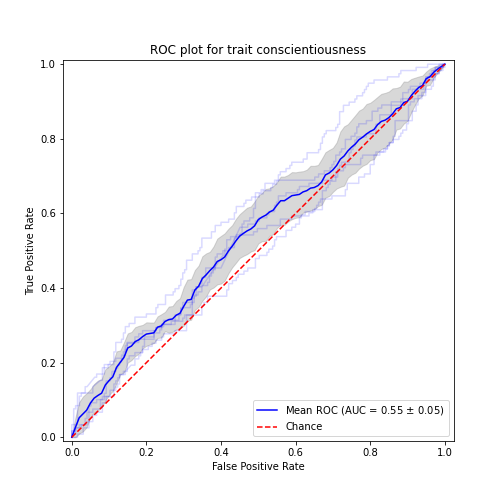 ROC plot for trait conscientiousness
1.0
0.8
0.6
0.4
0.2
0.0
True Positive Rate
Mean ROC (AUC = 0.55 ± 0.05)
Chance
0.0 0.2 0.4 0.6 0.8 1.0
False Positive Rate